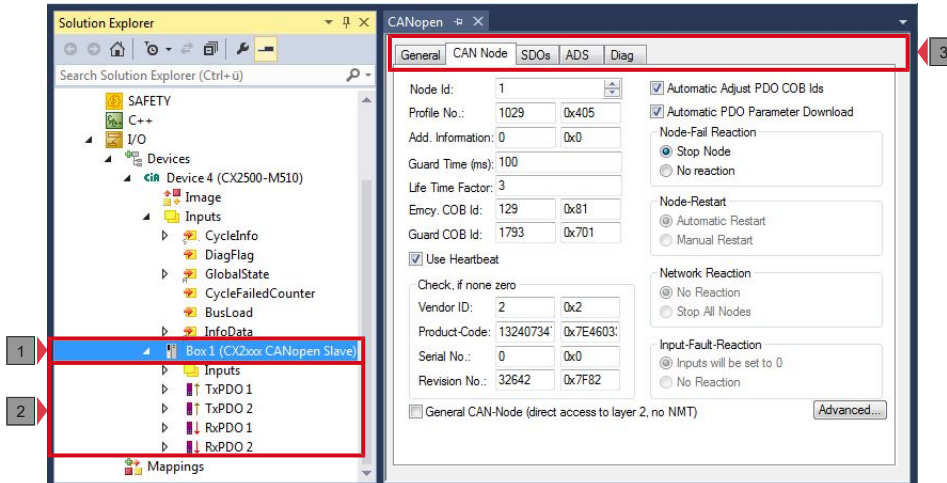 Solution Explorer
Search Solution Explorer (Ctrl+ü)
SAFETY
C++
I/O
Devices
CiA Device 4 (CX2500-M510)
Image
Inputs
CycleInfo
DiagFlag
GlobalState
CycleFailedCounter
BusLoad
InfoData
1
Box 1 (CX2xxx CANopen Slave)
2
Inputs
TxPDO 1
TxPDO 2
RxPDO 1
RxPDO 2
Mappings
CANopen
3
General CAN Node SDOs ADS Diag
Node Id: 1
Profile No.: 1029 0x405
Add. Information: 0 0x0
Guard Time (ms): 100
Life Time Factor: 3
Emcy. COB Id: 129 0x81
Guard COB Id: 1793 0x701
Use Heartbeat
Check, if none zero
Vendor ID: 2 0x2
Product-Code: 13240734 0x7E4603
Serial No.: 0 0x0
Revision No.: 32642 0x7F82
General CAN-Node (direct access to layer 2, no NMT)
Automatic Adjust PDO COB Ids
Automatic PDO Parameter Download
Node-Fail Reaction
Stop Node
No reaction
Node-Restart
Automatic Restart
Manual Restart
Network Reaction
No Reaction
Stop All Nodes
Input-Fault-Reaction
Inputs will be set to 0
No Reaction
Advanced...